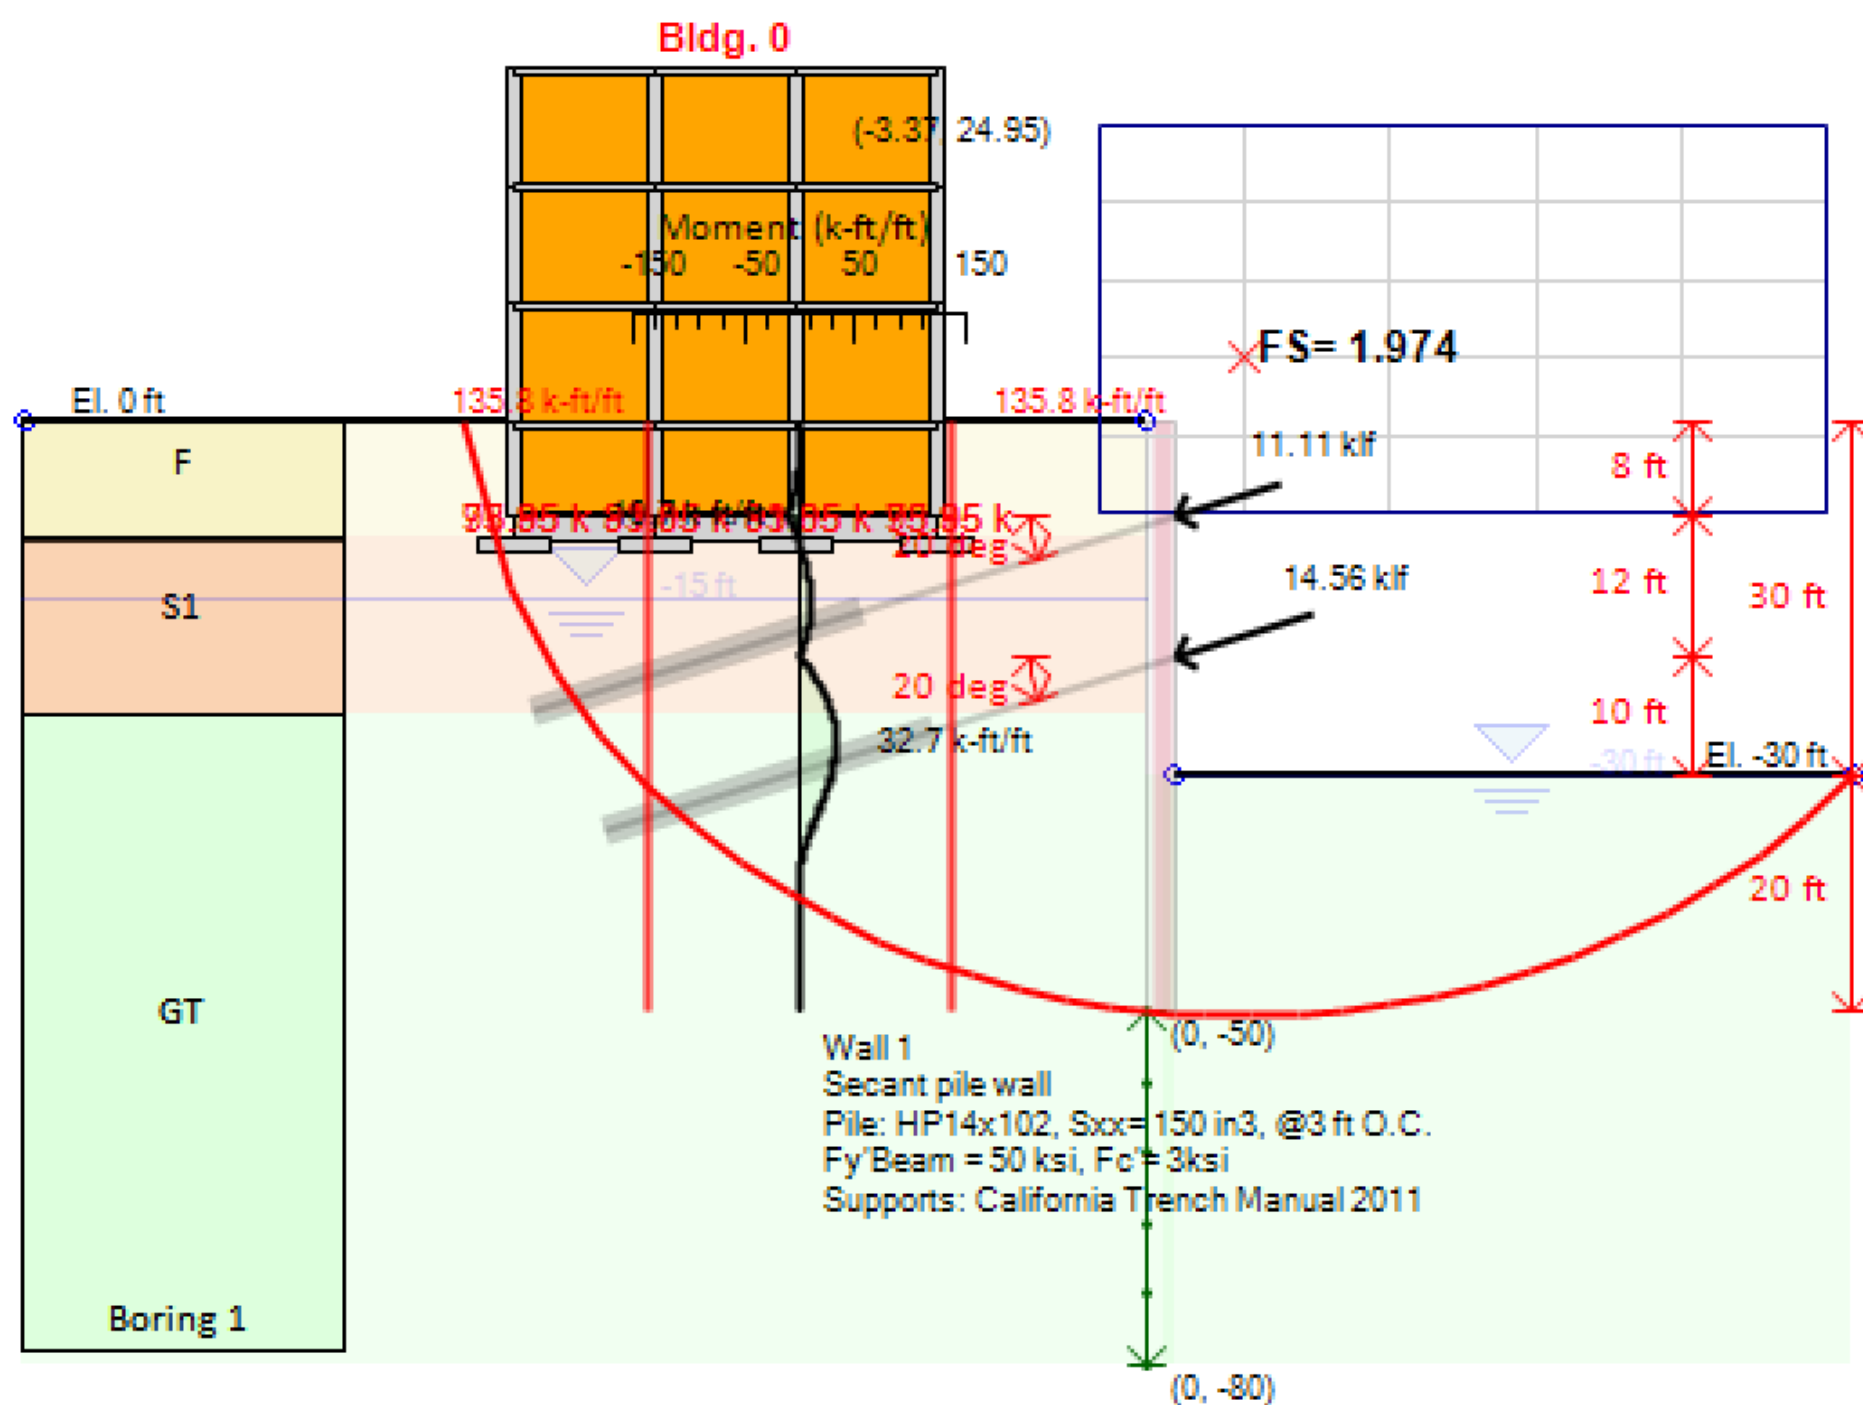 Bldg. 0
(-3.37, 24.95)
Moment (k-ft/ft)
-150 -50 50 150
FS= 1.974
El. 0 ft
135.8 k-ft/ft
135.8 k-ft/ft
11.11 klf
F
8 ft
20 deg
-15 ft
14.56 klf
12 ft
30 ft
S1
20 deg
10 ft
32.7 k-ft/ft
-30 ft
El. -30 ft
20 ft
GT
(0, -50)
Wall 1
Secant pile wall
Pile: HP14x102, Sxx= 150 in3, @3 ft O.C.
Fy'Beam = 50 ksi, Fc'= 3ksi
Supports: California Trench Manual 2011
Boring 1
(0, -80)